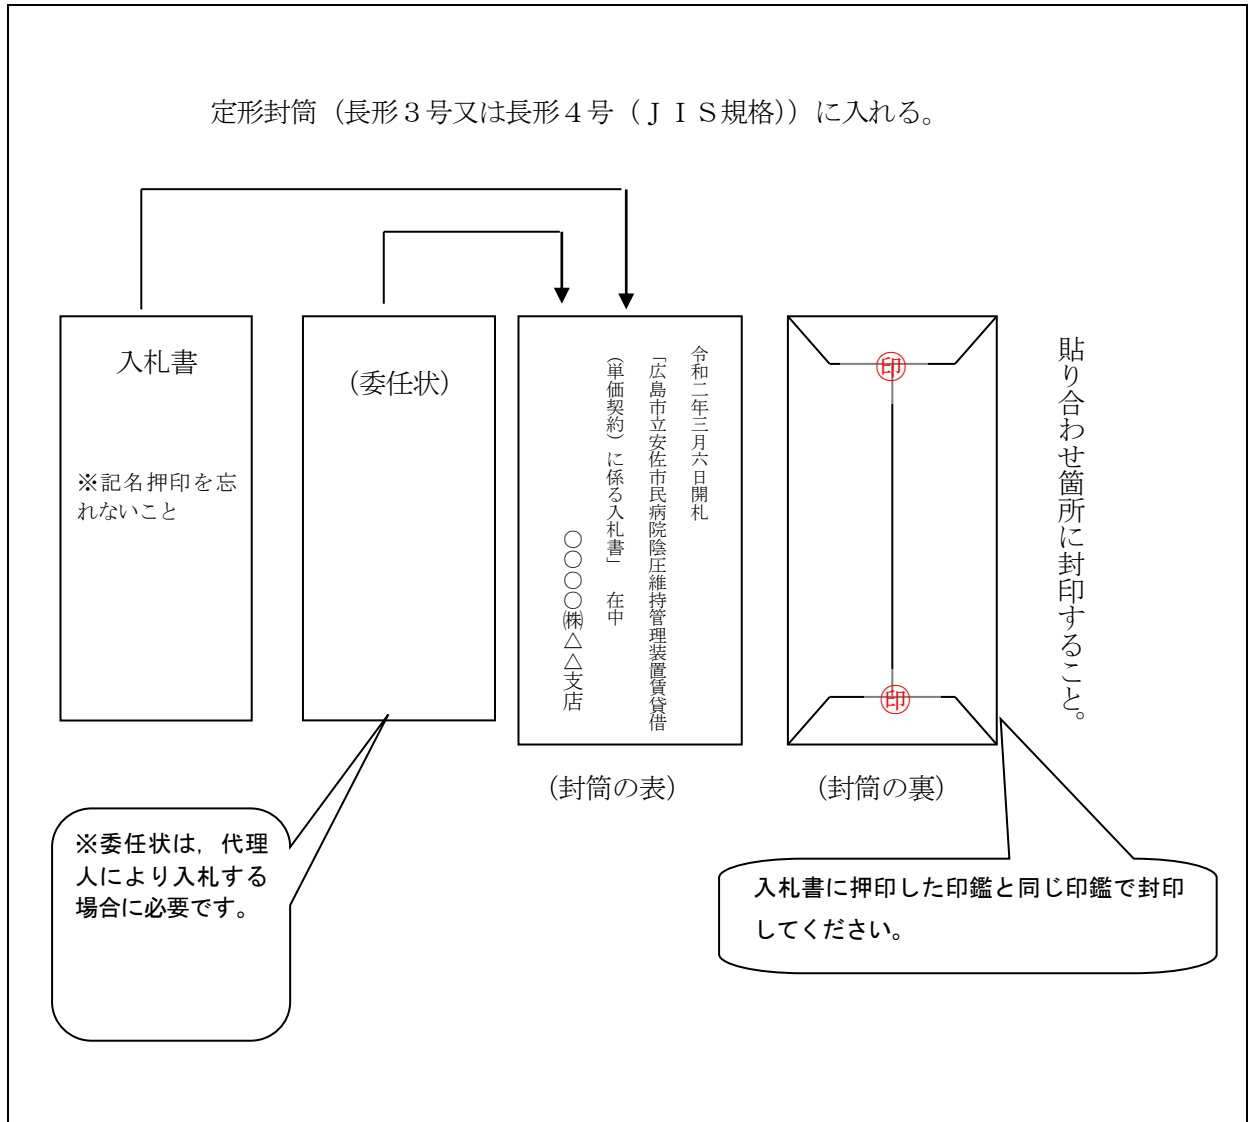 定形封筒（長形３号又は長形４号（ＪＩＳ規格））に入れる。
入札書
※記名押印を忘
れないこと
（委任状）
令和二年三月六日開札
「広島市立安佐市民病院陰圧維持管理装置賃貸借
（単価契約）に係る入札書」　在中
〇〇〇〇㈱△△支店
印
印
貼り合わせ箇所に封印すること。
（封筒の表）
（封筒の裏）
※委任状は，代理
人により入札する
場合に必要です。
入札書に押印した印鑑と同じ印鑑で封印
してください。